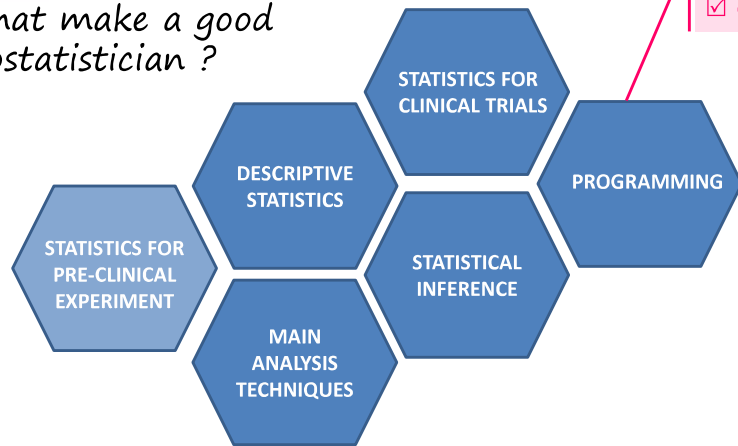 hat make a good
statistician ?
STATISTICS FOR
CLINICAL TRIALS
DESCRIPTIVE
STATISTICS
PROGRAMMING
STATISTICS FOR
PRE-CLINICAL
EXPERIMENT
STATISTICAL
INFERENCE
MAIN
ANALYSIS
TECHNIQUES